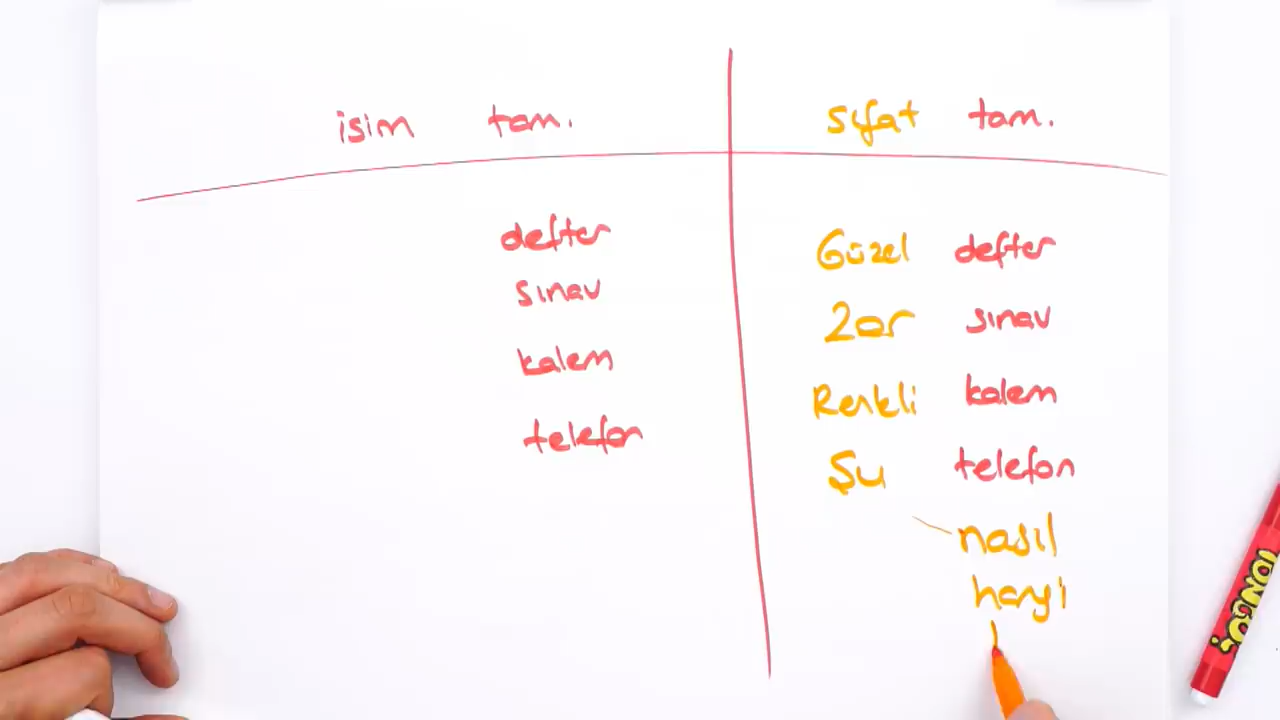 isim tam.
defter
sınav
kalem
telefon
sıfat tam.
Güzel defter
Zor sınav
Renkli kalem
Şu telefon
nasıl
hangi